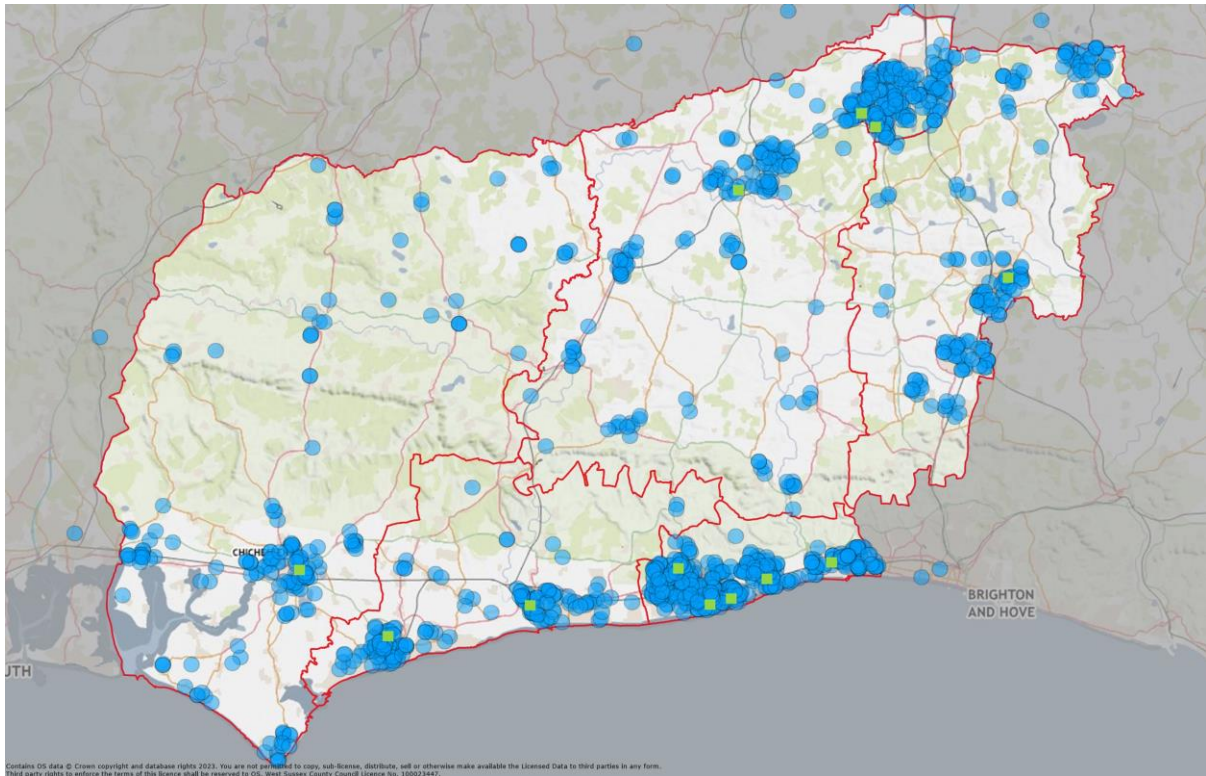 CHICHE
BRIGHTON
AND HOVE
UTH
Contains OS data © Crown copyright and database rights 2023. You are not permitted to copy, sub-license, distribute, sell or otherwise make available the Licensed Data to third parties in any form.
Third party rights to enforce the terms of this licence shall be reserved to OS. West Sussex County Council Licence No. 100023447.